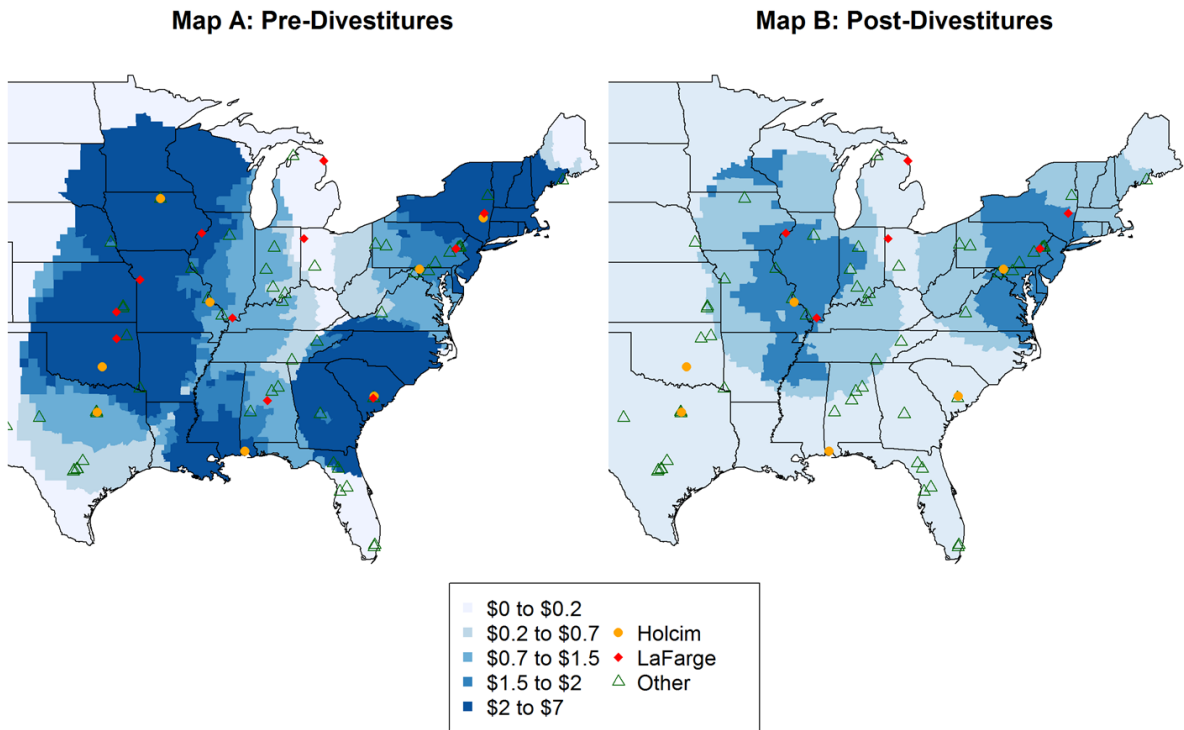 Map A: Pre-Divestitures
Map B: Post-Divestitures
$0 to $0.2
$0.2 to $0.7
Holcim
$0.7 to $1.5
LaFarge
$1.5 to $2
Other
$2 to $7